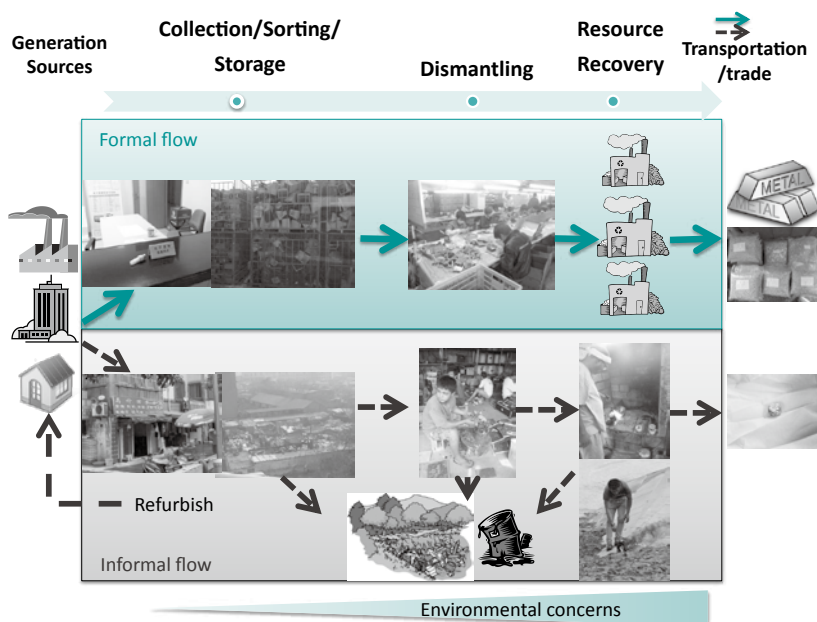 Generation
Sources
Collection/Sorting/
Storage
Dismantling
Resource
Recovery
Transportation
/trade
Formal flow
METAL
METAL
Refurbish
Informal flow
Environmental concerns